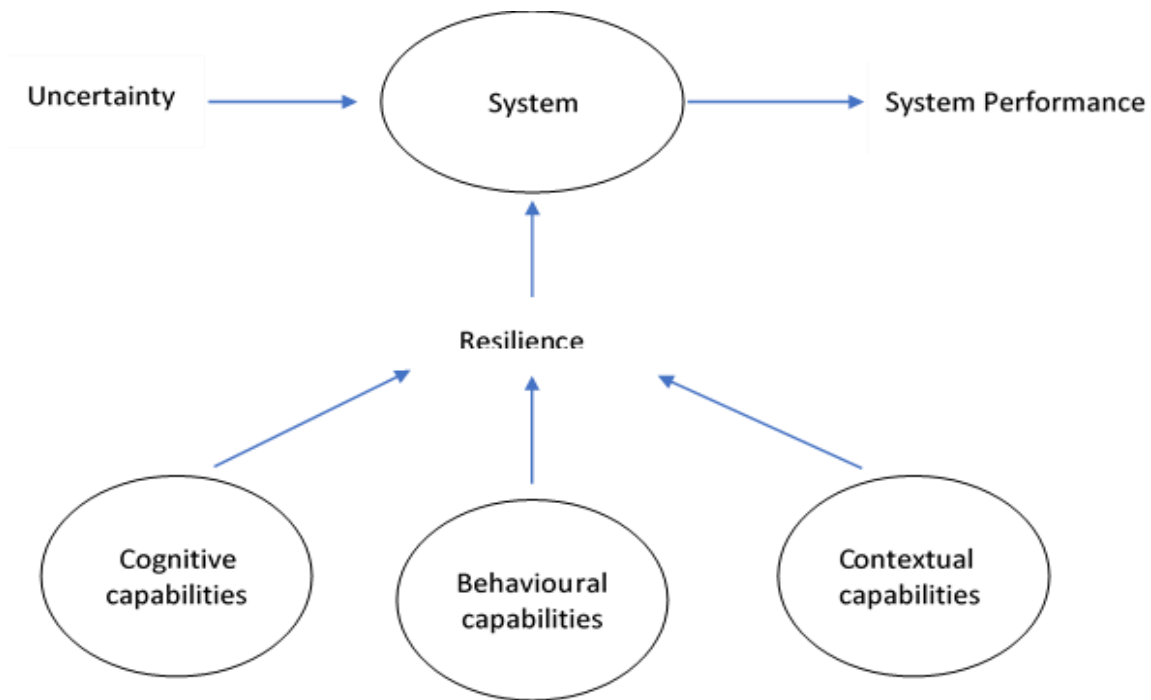 Uncertainty
System
System Performance
Resilience
Cognitive
capabilities
Behavioural
capabilities
Contextual
capabilities